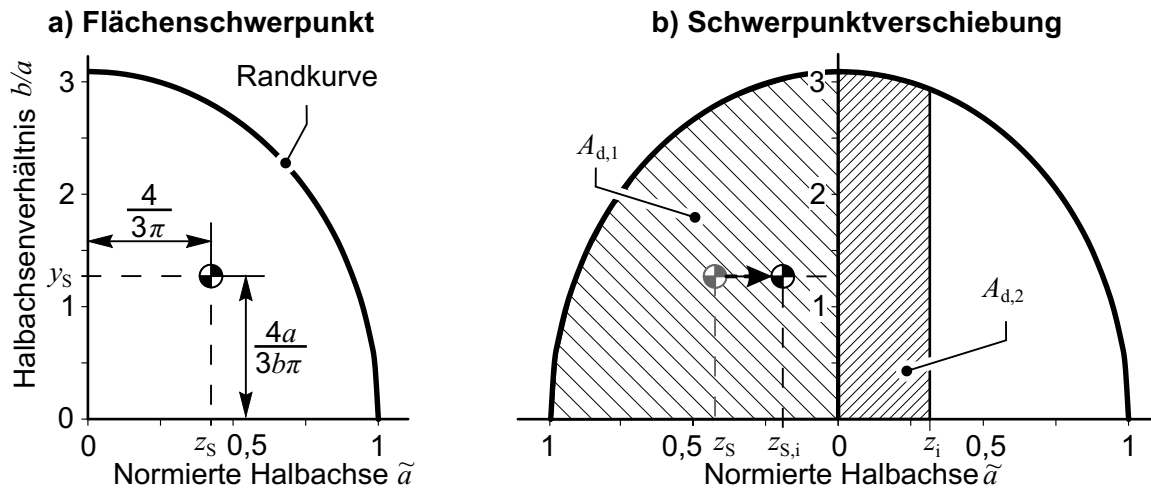 a) Flächenschwerpunkt
Halbachsenverhältnis b/a
3
2
y_S
1
0
Randkurve
4
3π
4a
3bπ
0
z_S
0,5
1
Normierte Halbachse ã
b) Schwerpunktverschiebung
3
2
1
A_d,1
A_d,2
0
1
0,5
z_S
z_S,i
0
z_i
0,5
1
Normierte Halbachse ã